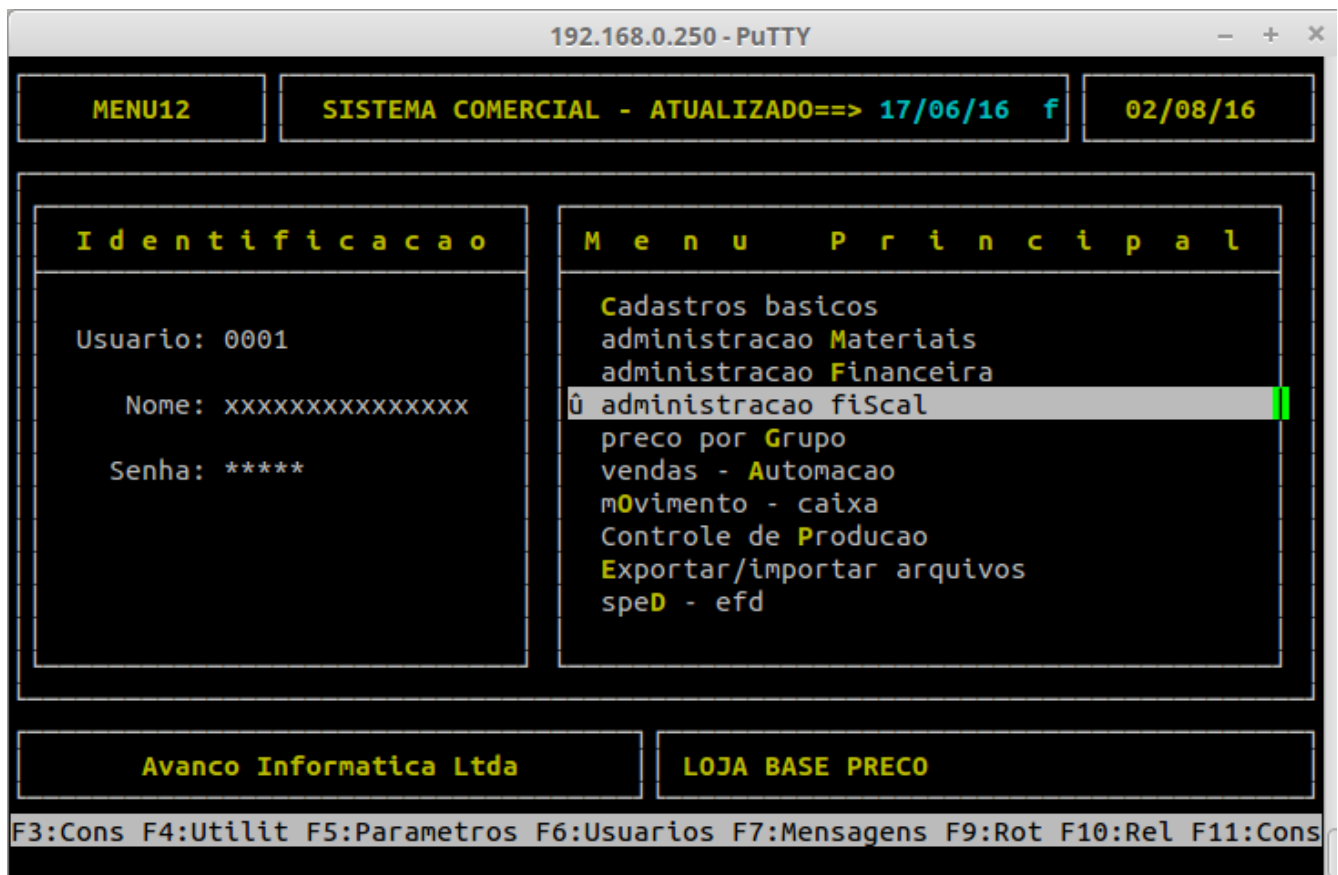 192.168.0.250 - PuTTY
MENU12
SISTEMA COMERCIAL - ATUALIZADO==> 17/06/16 f
02/08/16
I d e n t i f i c a c a o
Usuario: 0001
Nome: xxxxxxxxxxxxxxx
Senha: *****
M e n u P r i n c i p a l
Cadastros basicos
administracao Materiais
administracao Financeira
û administracao fiScal
preco por Grupo
vendas - Automacao
mOvimento - caixa
Controle de Producao
Exportar/importar arquivos
speD - efd
Avanco Informatica Ltda
LOJA BASE PRECO
F3:Cons F4:Utilit F5:Parametros F6:Usuarios F7:Mensagens F9:Rot F10:Rel F11:Cons